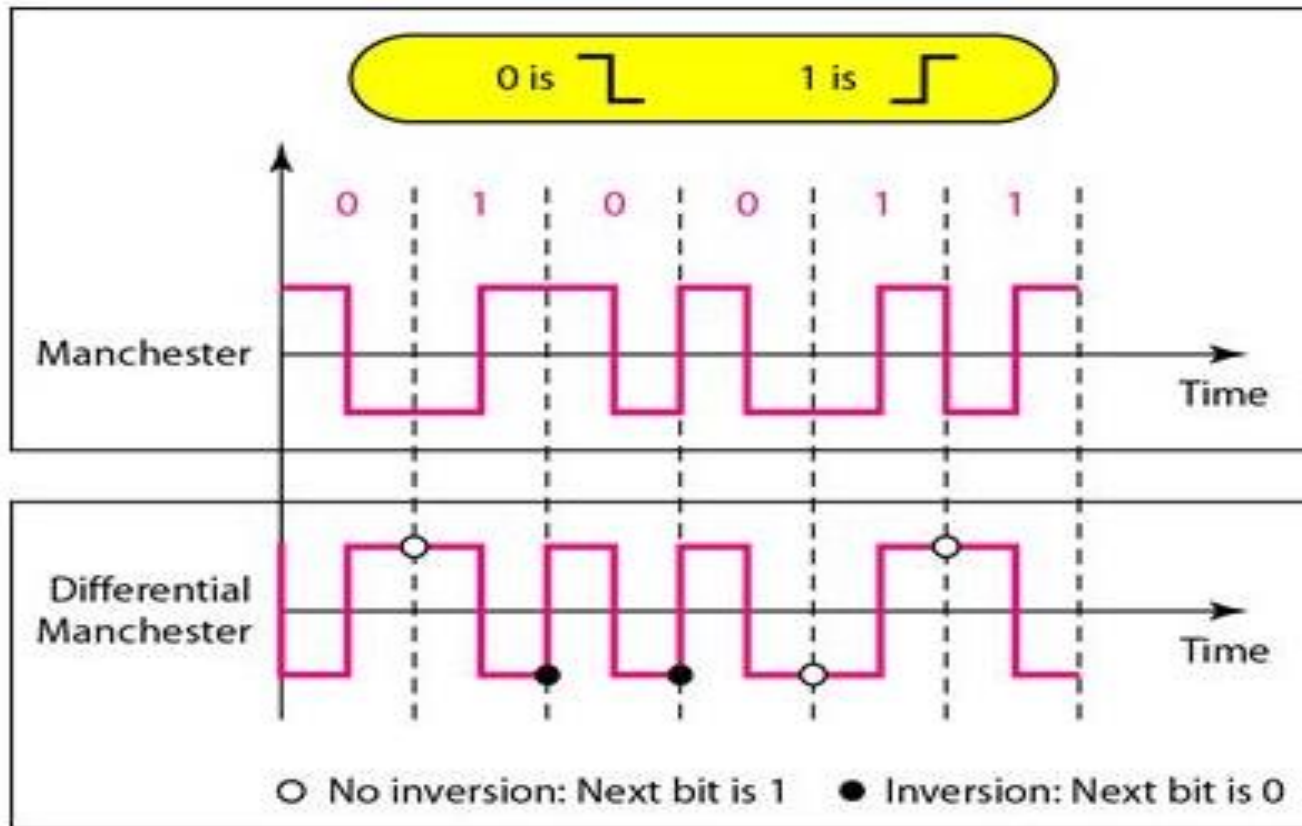 0 is 1 is
0 1 0 0 1 1
Manchester
Time
Differential
Manchester
Time
No inversion: Next bit is 1 Inversion: Next bit is 0